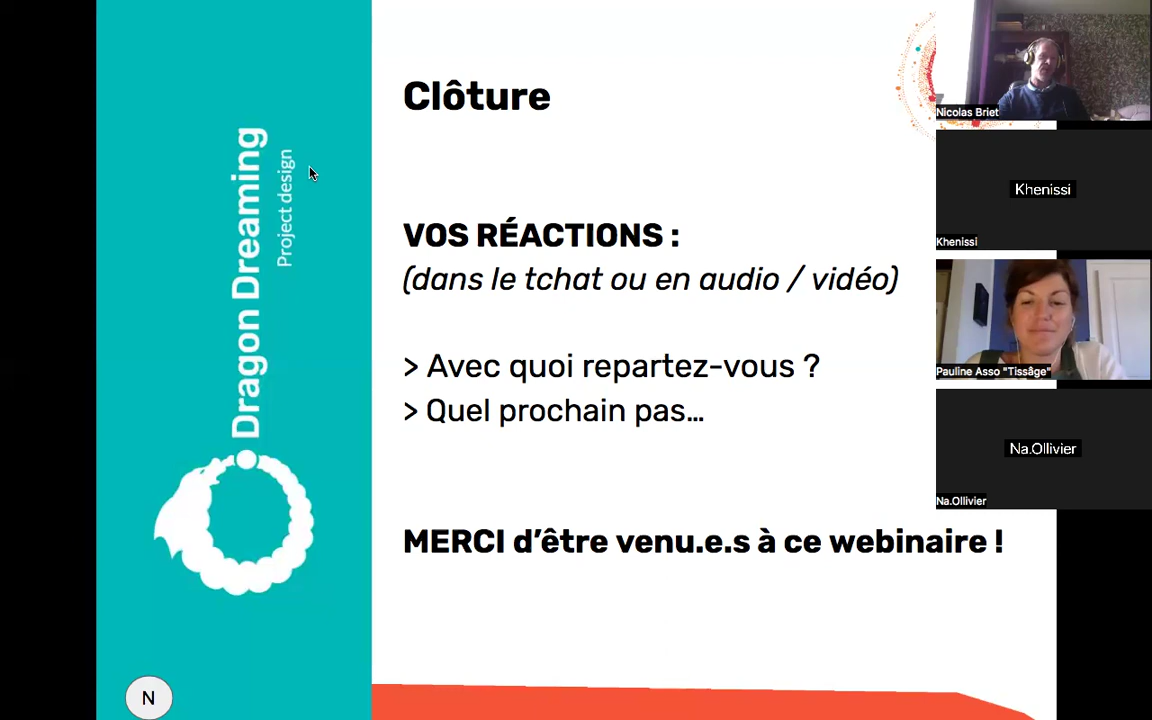 Dragon Dreaming
Project design
N
Clôture
VOS RÉACTIONS :
(dans le tchat ou en audio / vidéo)
> Avec quoi repartez-vous ?
> Quel prochain pas...
MERCI d’être venu.e.s à ce webinaire !
Nicolas Briet
Khenissi
Khenissi
Pauline Asso "Tissâge"
Na.Ollivier
Na.Ollivier